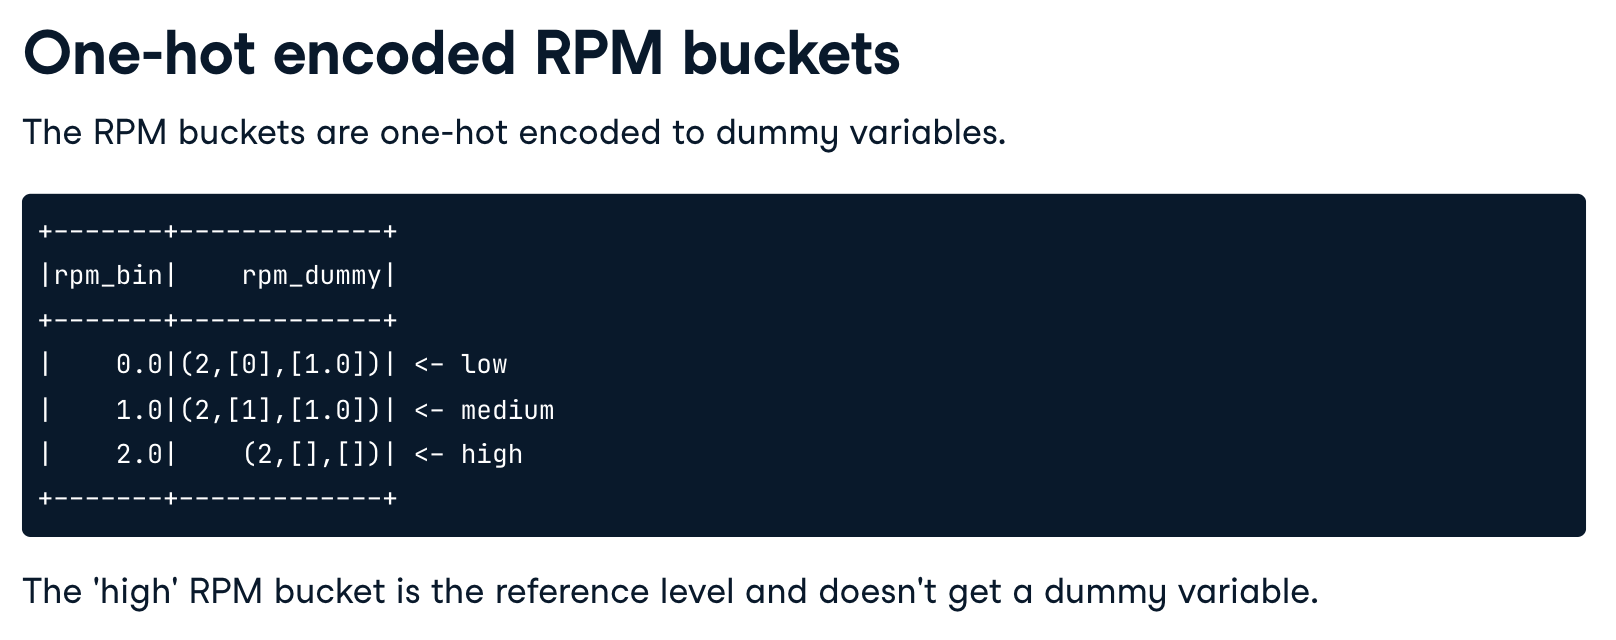 One-hot encoded RPM buckets
The RPM buckets are one-hot encoded to dummy variables.
+-------+-------------+
|rpm_bin|    rpm_dummy|
+-------+-------------+
|    0.0|(2,[0],[1.0])| <- low
|    1.0|(2,[1],[1.0])| <- medium
|    2.0|    (2,[],[])| <- high
+-------+-------------+
The 'high' RPM bucket is the reference level and doesn't get a dummy variable.